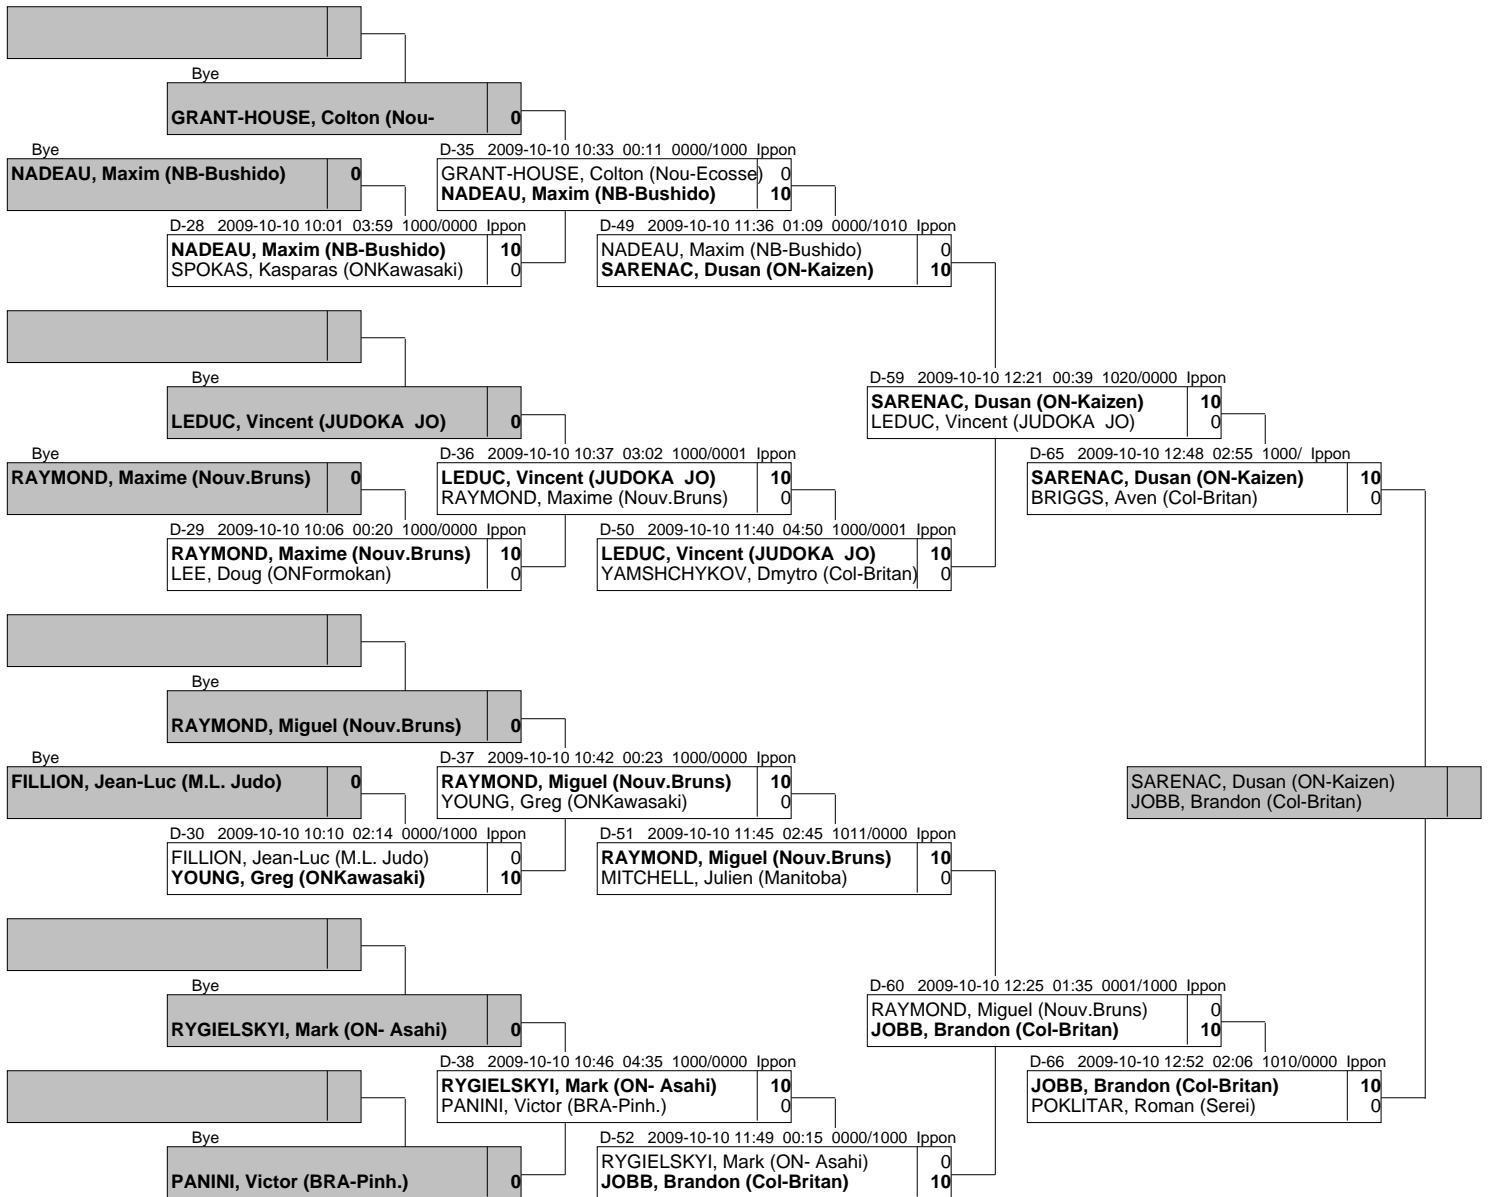 Bye
GRANT-HOUSE, Colton (Nou- 0
Bye
NADEAU, Maxim (NB-Bushido) 0
D-35 2009-10-10 10:33 00:11 0000/1000 Ippon
GRANT-HOUSE, Colton (Nou-Ecosse) 0
NADEAU, Maxim (NB-Bushido) 10
D-28 2009-10-10 10:01 03:59 1000/0000 Ippon
NADEAU, Maxim (NB-Bushido) 10
SPOKAS, Kasparas (ONKawasaki) 0
D-49 2009-10-10 11:36 01:09 0000/1010 Ippon
NADEAU, Maxim (NB-Bushido) 0
SARENAC, Dusan (ON-Kaizen) 10
Bye
LEDUC, Vincent (JUDOKA JO) 0
D-59 2009-10-10 12:21 00:39 1020/0000 Ippon
SARENAC, Dusan (ON-Kaizen) 10
LEDUC, Vincent (JUDOKA JO) 0
Bye
RAYMOND, Maxime (Nouv.Bruns) 0
D-36 2009-10-10 10:37 03:02 1000/0001 Ippon
LEDUC, Vincent (JUDOKA JO) 10
RAYMOND, Maxime (Nouv.Bruns) 0
D-65 2009-10-10 12:48 02:55 1000/ Ippon
SARENAC, Dusan (ON-Kaizen) 10
BRIGGS, Aven (Col-Britan) 0
D-29 2009-10-10 10:06 00:20 1000/0000 Ippon
RAYMOND, Maxime (Nouv.Bruns) 10
LEE, Doug (ONFormokan) 0
D-50 2009-10-10 11:40 04:50 1000/0001 Ippon
LEDUC, Vincent (JUDOKA JO) 10
YAMSHCHYKOV, Dmytro (Col-Britan) 0
Bye
RAYMOND, Miguel (Nouv.Bruns) 0
Bye
FILLION, Jean-Luc (M.L. Judo) 0
D-37 2009-10-10 10:42 00:23 1000/0000 Ippon
RAYMOND, Miguel (Nouv.Bruns) 10
YOUNG, Greg (ONKawasaki) 0
SARENAC, Dusan (ON-Kaizen)
JOBB, Brandon (Col-Britan)
D-30 2009-10-10 10:10 02:14 0000/1000 Ippon
FILLION, Jean-Luc (M.L. Judo) 0
YOUNG, Greg (ONKawasaki) 10
D-51 2009-10-10 11:45 02:45 1011/0000 Ippon
RAYMOND, Miguel (Nouv.Bruns) 10
MITCHELL, Julien (Manitoba) 0
Bye
RYGIELSKYI, Mark (ON- Asahi) 0
D-60 2009-10-10 12:25 01:35 0001/1000 Ippon
RAYMOND, Miguel (Nouv.Bruns) 0
JOBB, Brandon (Col-Britan) 10
D-38 2009-10-10 10:46 04:35 1000/0000 Ippon
RYGIELSKYI, Mark (ON- Asahi) 10
PANINI, Victor (BRA-Pinh.) 0
D-66 2009-10-10 12:52 02:06 1010/0000 Ippon
JOBB, Brandon (Col-Britan) 10
POKLITAR, Roman (Serei) 0
Bye
PANINI, Victor (BRA-Pinh.) 0
D-52 2009-10-10 11:49 00:15 0000/1000 Ippon
RYGIELSKYI, Mark (ON- Asahi) 0
JOBB, Brandon (Col-Britan) 10